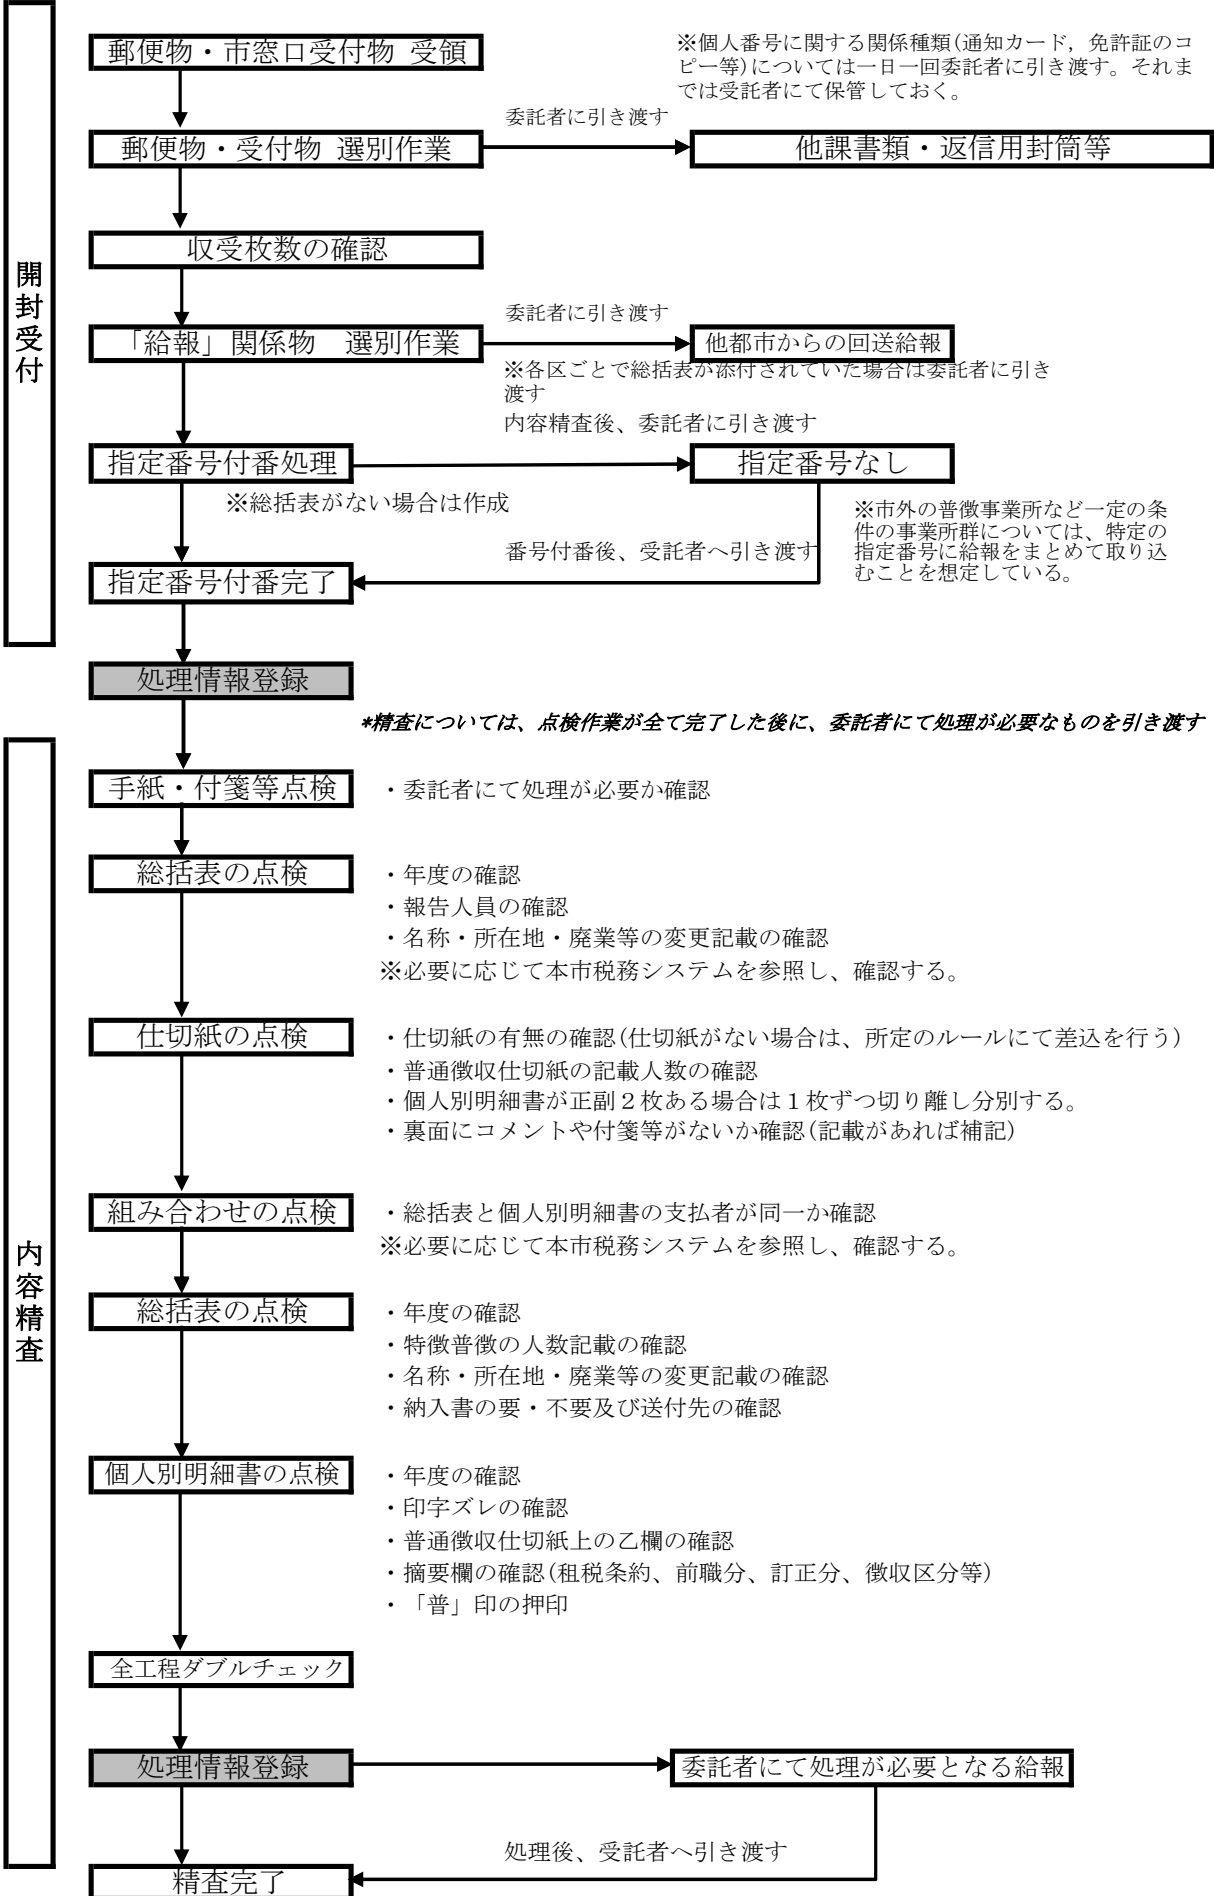 郵便物・市窓口受付物 受領
※個人番号に関する関係種類(通知カード，免許証のコ
ピー等)については一日一回委託者に引き渡す。それま
では受託者にて保管しておく。
委託者に引き渡す
郵便物・受付物 選別作業
他課書類・返信用封筒等
収受枚数の確認
開封受付
委託者に引き渡す
「給報」関係物　選別作業
他都市からの回送給報
※各区ごとで総括表が添付されていた場合は委託者に引き
渡す
内容精査後、委託者に引き渡す
指定番号付番処理
指定番号なし
※総括表がない場合は作成
※市外の普徴事業所など一定の条
件の事業所群については、特定の
指定番号に給報をまとめて取り込
むことを想定している。
番号付番後、受託者へ引き渡す
指定番号付番完了
処理情報登録
*精査については、点検作業が全て完了した後に、委託者にて処理が必要なものを引き渡す
手紙・付箋等点検
・委託者にて処理が必要か確認
総括表の点検
・年度の確認
・報告人員の確認
・名称・所在地・廃業等の変更記載の確認
※必要に応じて本市税務システムを参照し、確認する。
仕切紙の点検
・仕切紙の有無の確認(仕切紙がない場合は、所定のルールにて差込を行う)
・普通徴収仕切紙の記載人数の確認
・個人別明細書が正副２枚ある場合は１枚ずつ切り離し分別する。
・裏面にコメントや付箋等がないか確認(記載があれば補記)
組み合わせの点検
・総括表と個人別明細書の支払者が同一か確認
※必要に応じて本市税務システムを参照し、確認する。
内容精査
総括表の点検
・年度の確認
・特徴普徴の人数記載の確認
・名称・所在地・廃業等の変更記載の確認
・納入書の要・不要及び送付先の確認
個人別明細書の点検
・年度の確認
・印字ズレの確認
・普通徴収仕切紙上の乙欄の確認
・摘要欄の確認(租税条約、前職分、訂正分、徴収区分等)
・「普」印の押印
全工程ダブルチェック
処理情報登録
委託者にて処理が必要となる給報
処理後、受託者へ引き渡す
精査完了